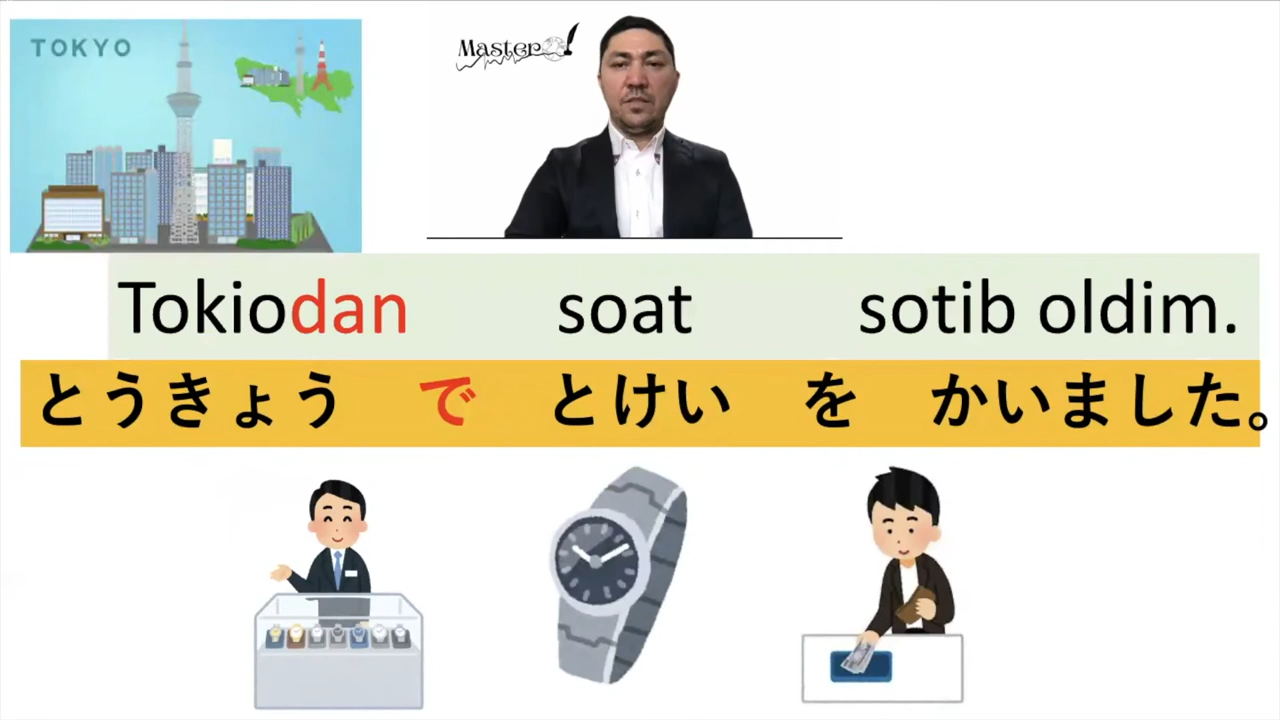 TOKYO
Master
Tokiodan soat sotib oldim.
とうきょう で とけい を かいました。